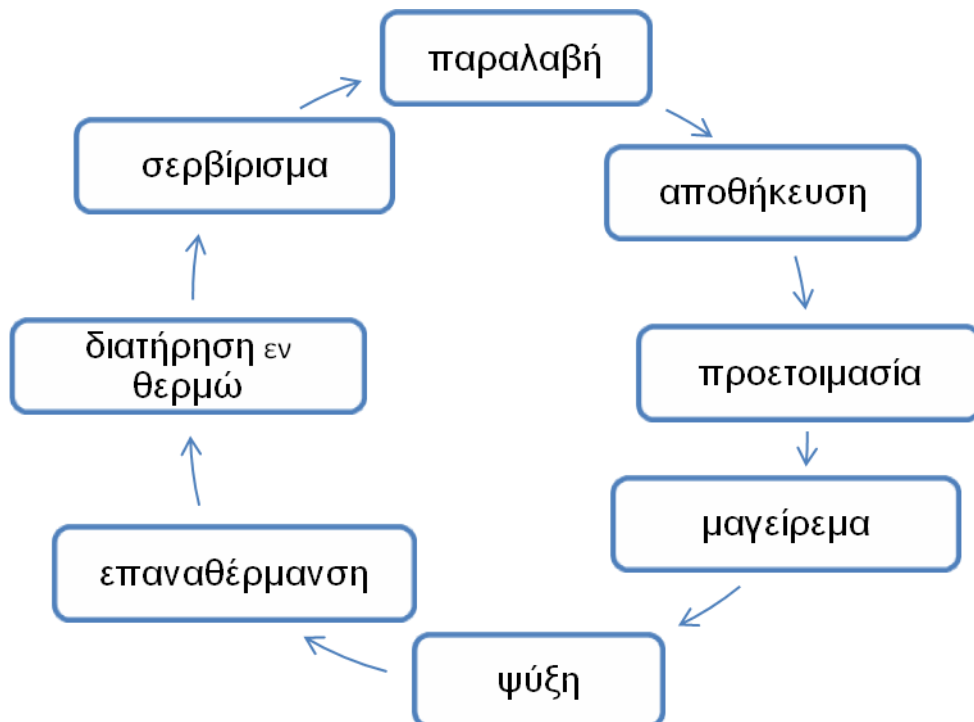 παραλαβή
αποθήκευση
προετοιμασία
μαγείρεμα
ψύξη
επαναθέρμανση
διατήρηση εν
θερμώ
σερβίρισμα